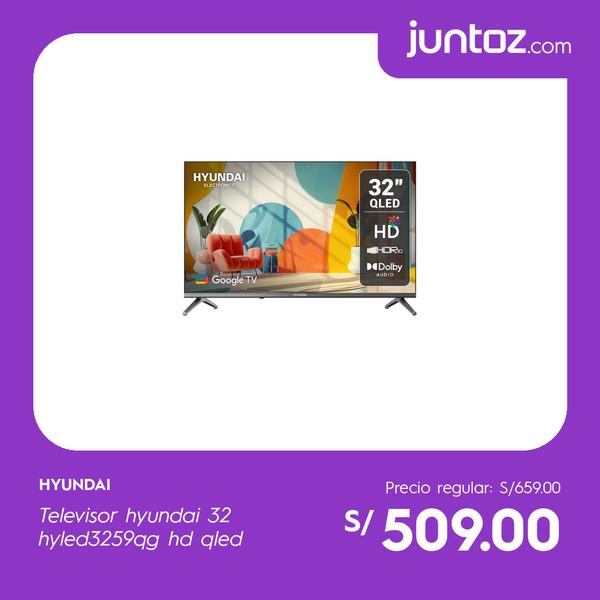 juntoz.com
HYUNDAI
ELECTRONICS
32"
QLED
HD
HDR10
Dolby
AUDIO
Google TV
HYUNDAI
Televisor hyundai 32
hyled3259qg hd qled
Precio regular: S/659.00
S/ 509.00